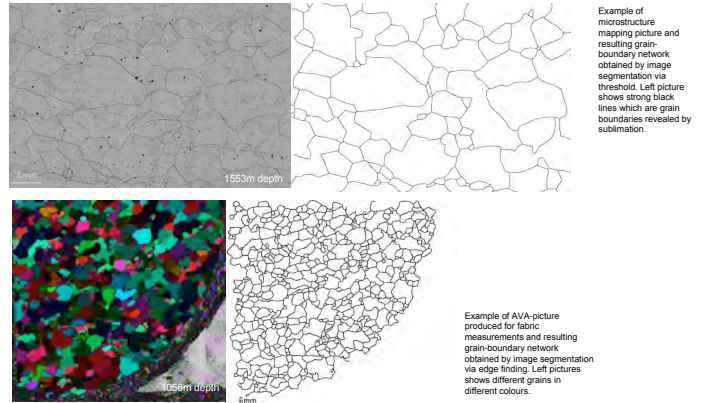 Example of
microstructure
mapping picture and
resulting grain-
boundary network
obtained by image
segmentation via
threshold. Left picture
shows strong black
lines which are grain
boundaries revealed by
sublimation.
3mm
1553m depth
Example of AVA-picture
produced for fabric
measurements and resulting
grain-boundary network
obtained by image segmentation
via edge finding. Left pictures
shows different grains in
different colours.
1056m depth
6mm